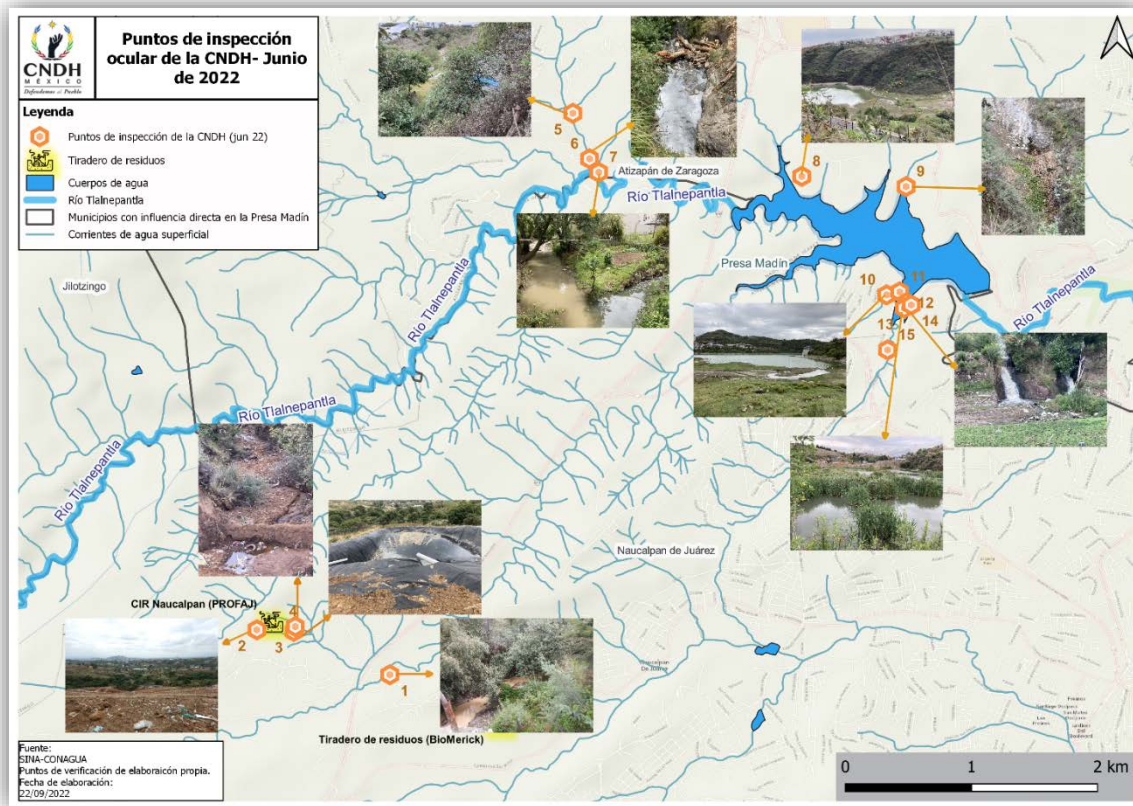 CNDH
MÉXICO
Defendemos al Pueblo
Puntos de inspección
ocular de la CNDH- Junio
de 2022
Leyenda
Puntos de inspección de la CNDH (jun 22)
Tiradero de residuos
Cuerpos de agua
Río Tlalnepantla
Municipios con influencia directa en la Presa Madín
Corrientes de agua superficial
5
6
7
8
9
Atizapán de Zaragoza
Río Tlalnepantla
Presa Madín
Jilotzingo
Río Tlalnepantla
10
11
12
13
14
15
Río Tlalnepantla
Río Tlalnepantla
Río Tlalnepantla
Naucalpan de Juárez
CIR Naucalpan (PROFAJ)
4
2
3
1
Tiradero de residuos (BioMerick)
Fuente:
SINA-CONAGUA
Puntos de verificación de elaboraicón propia.
Fecha de elaboración:
22/09/2022
0 1 2 km